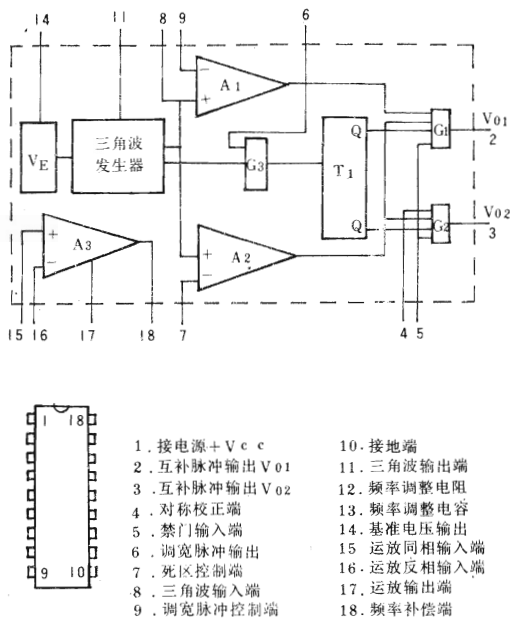 14 11 8 9 6
VE
三角波
发生器
A1
−
+
G3
T1
Q
Q
G1
G2
V01
2
V02
3
A3
+
−
A2
+
−
15 16 17 18 7 4 5
1 18
9 10
1.接电源+Vcc
2.互补脉冲输出V01
3.互补脉冲输出V02
4.对称校正端
5.禁门输入端
6.调宽脉冲输出
7.死区控制端
8.三角波输入端
9.调宽脉冲控制端
10.接地端
11.三角波输出端
12.频率调整电阻
13.频率调整电容
14.基准电压输出
15 运放同相输入端
16.运放反相输入端
17.运放输出端
18.频率补偿端